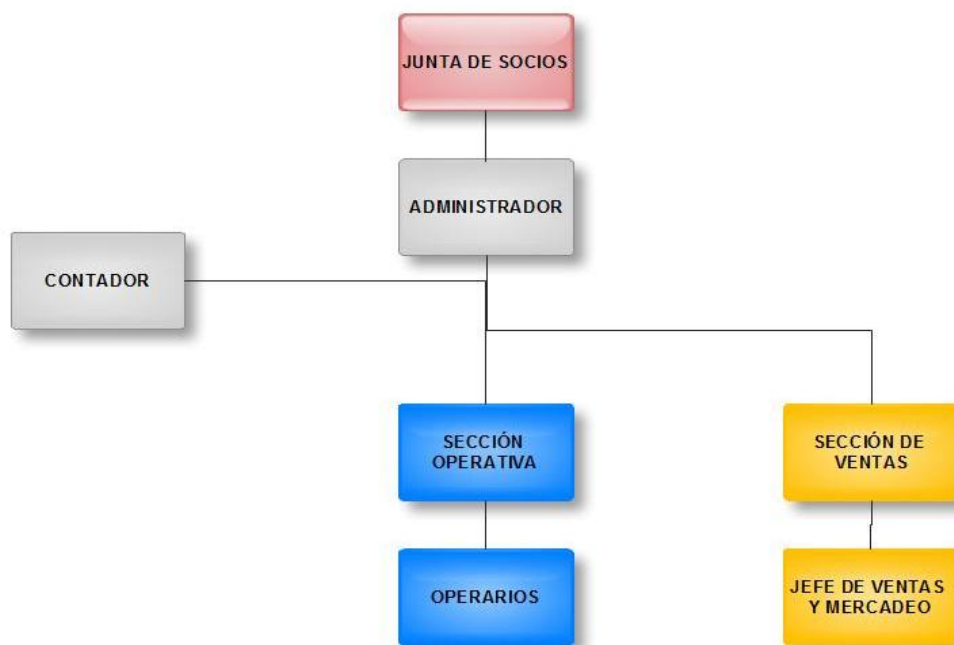 JUNTA DE SOCIOS
ADMINISTRADOR
CONTADOR
SECCIÓN
OPERATIVA
SECCIÓN DE
VENTAS
OPERARIOS
JEFE DE VENTAS
Y MERCADEO